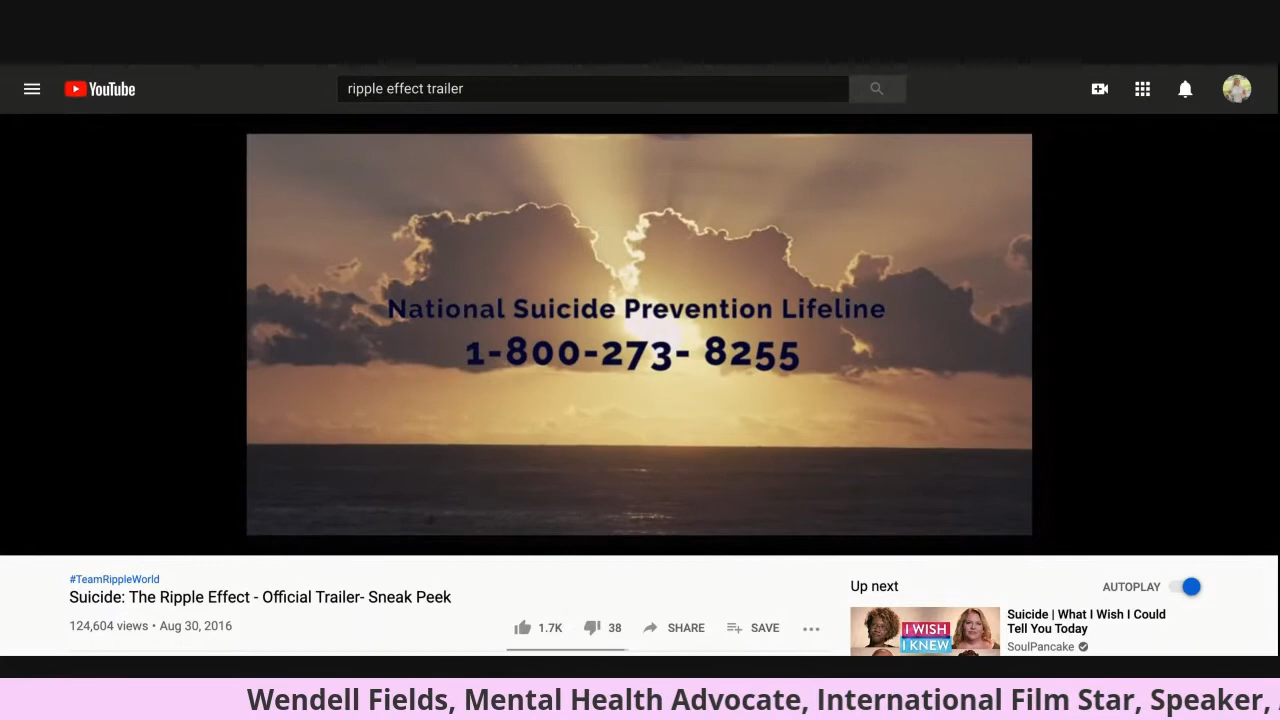 YouTube
ripple effect trailer
National Suicide Prevention Lifeline
1-800-273- 8255
#TeamRippleWorld
Suicide: The Ripple Effect - Official Trailer- Sneak Peek
124,604 views • Aug 30, 2016
1.7K
38
SHARE
SAVE
Up next
AUTOPLAY
I WISH
I KNEW
Suicide | What I Wish I Could
Tell You Today
SoulPancake
Wendell Fields, Mental Health Advocate, International Film Star, Speaker,